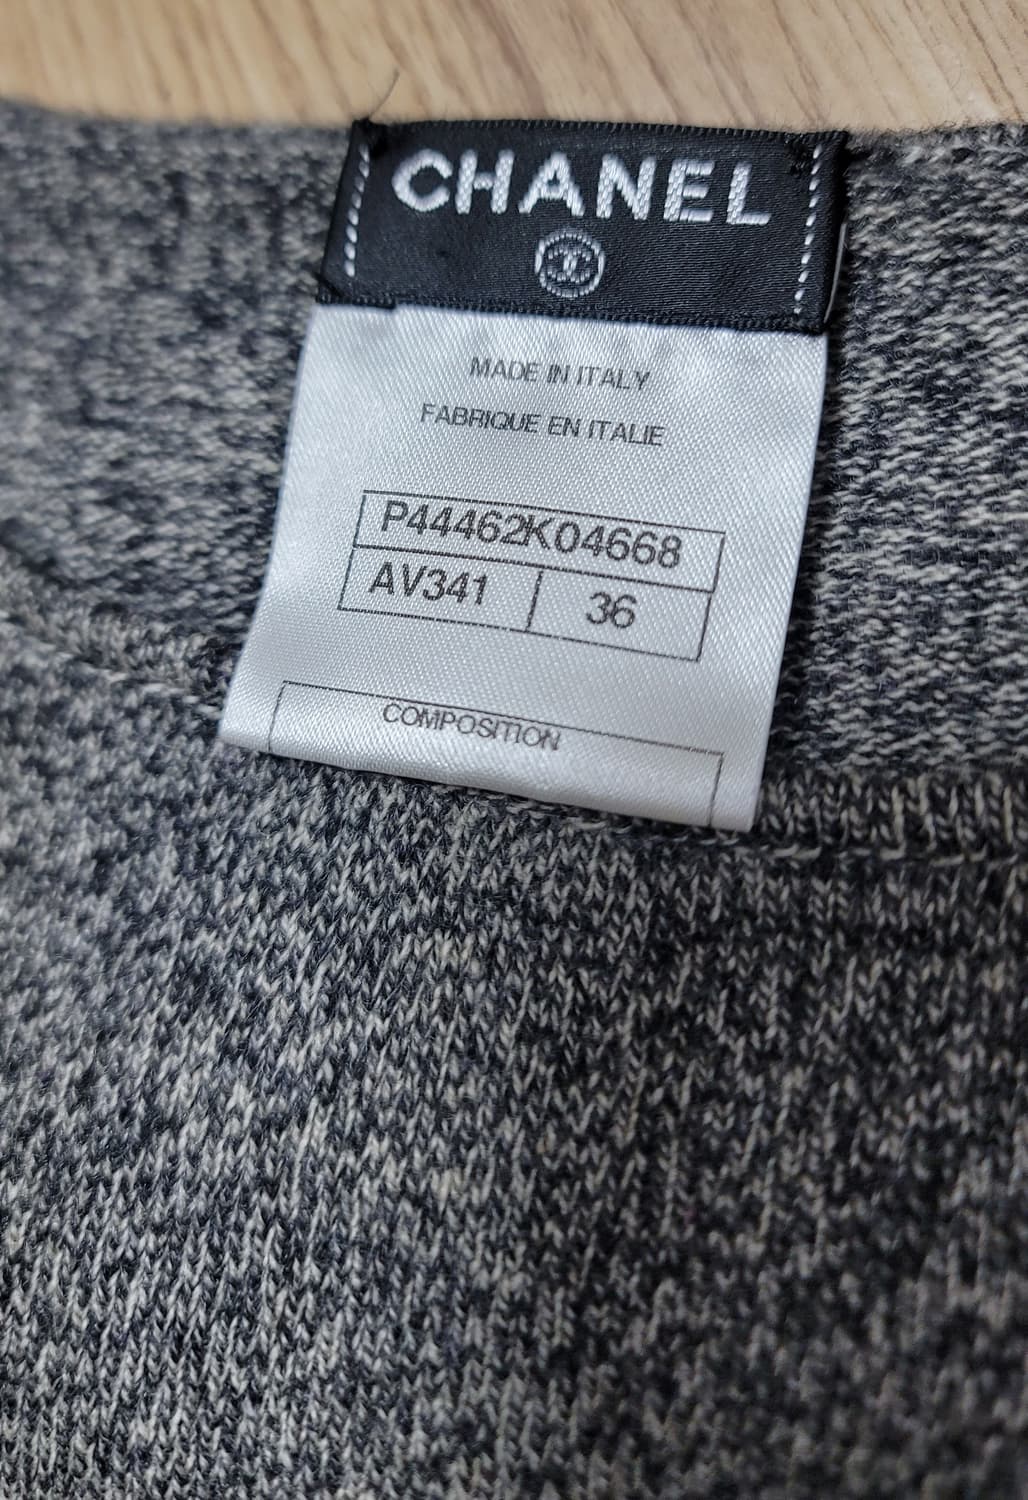 CHANEL
MADE IN ITALY
FABRIQUE EN ITALIE
P44462K04668
AV341 36
COMPOSITION